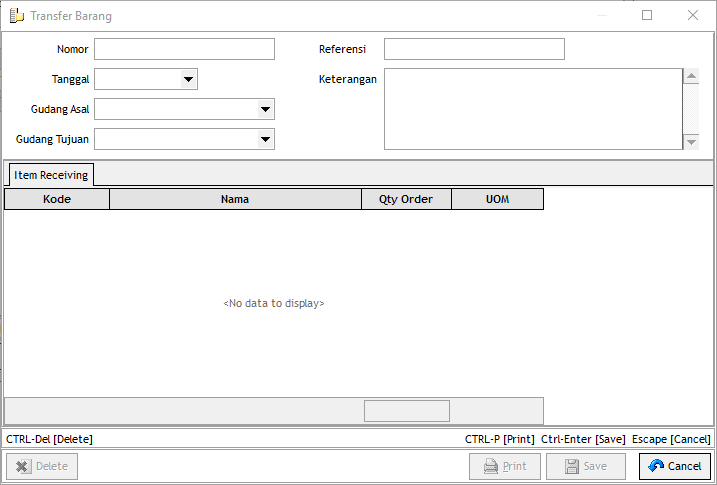 Transfer Barang
Nomor
Referensi
Tanggal
Keterangan
Gudang Asal
Gudang Tujuan
Item Receiving
Kode Nama Qty Order UOM
<No data to display>
CTRL-Del [Delete] CTRL-P [Print] Ctrl-Enter [Save] Escape [Cancel]
Delete Print Save Cancel